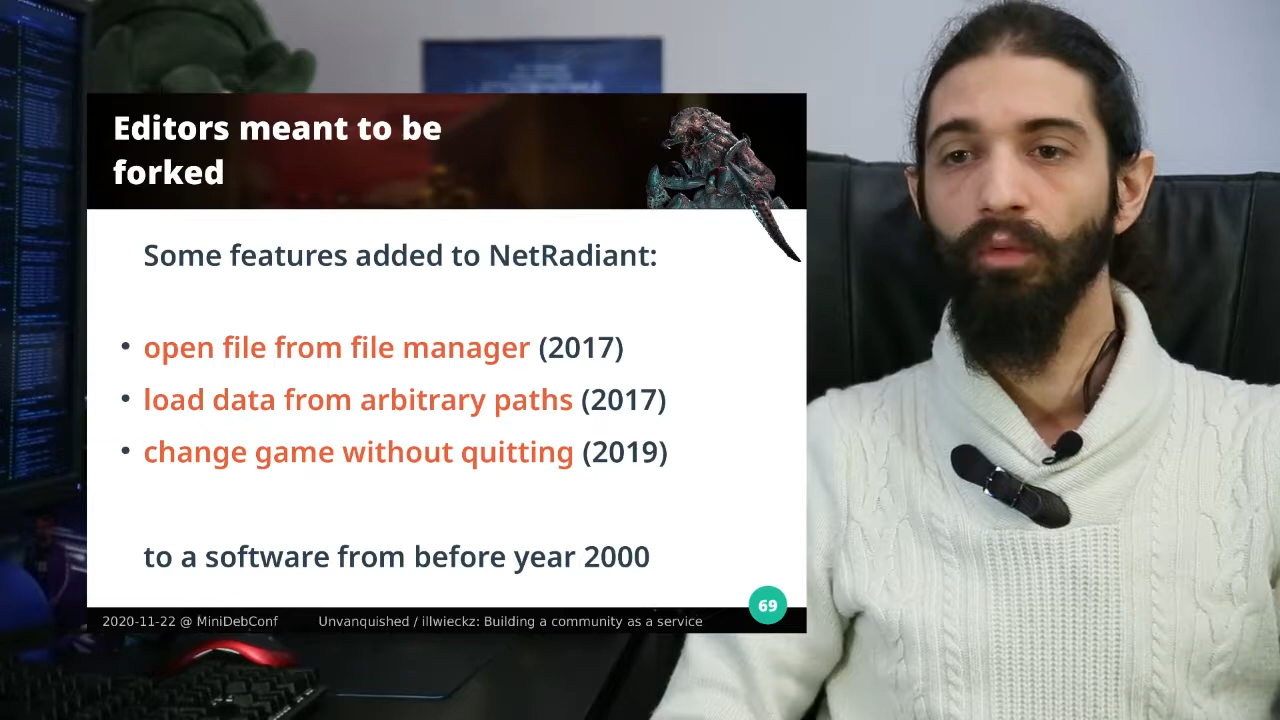 Editors meant to be
forked
Some features added to NetRadiant:
• open file from file manager (2017)
• load data from arbitrary paths (2017)
• change game without quitting (2019)
to a software from before year 2000
69
2020-11-22 @ MiniDebConf
Unvanquished / illwieckz: Building a community as a service